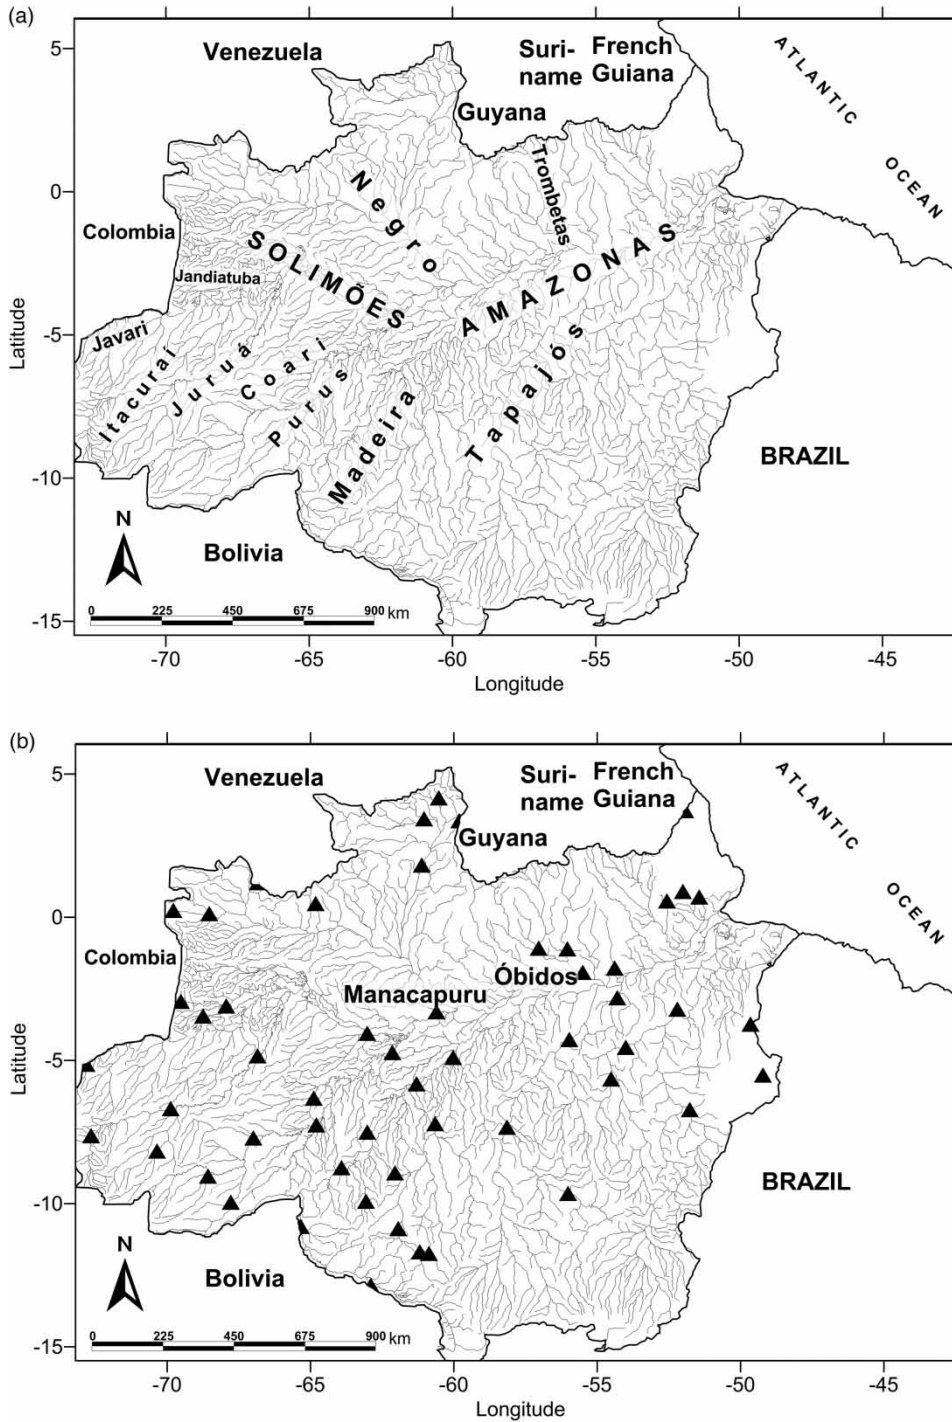 (a)
5
Venezuela
Suri-
name
French
Guiana
ATLANTIC
OCEAN
Guyana
Trombetas
Negro
0
Colombia
SOLIMÕES
AMAZONAS
Jandiatuba
Latitude
-5
Javari
Itacuraí
Juruá
Coari
Purus
Madeira
Tapajós
-10
BRAZIL
N
Bolivia
0 225 450 675 900 km
-15
-70 -65 -60 -55 -50 -45
Longitude
(b)
5
Venezuela
Suri-
name
French
Guiana
ATLANTIC
OCEAN
Guyana
0
Colombia
Óbidos
Manacapuru
Latitude
-5
-10
BRAZIL
N
Bolivia
0 225 450 675 900 km
-15
-70 -65 -60 -55 -50 -45
Longitude